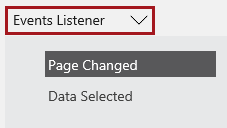 Events Listener
Page Changed
Data Selected